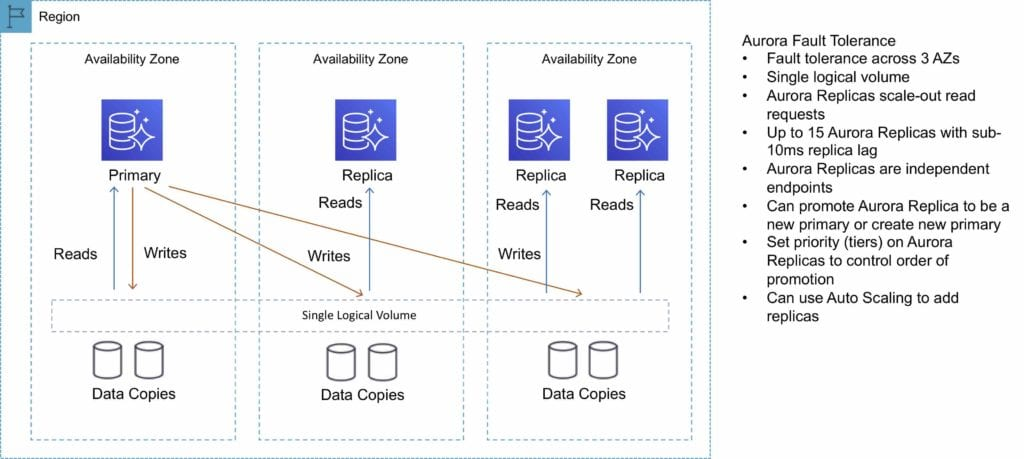 Region
Availability Zone
Availability Zone
Availability Zone
Primary
Replica
Replica
Replica
Reads
Writes
Reads
Writes
Reads
Writes
Reads
Single Logical Volume
Data Copies
Data Copies
Data Copies
Aurora Fault Tolerance
• Fault tolerance across 3 AZs
• Single logical volume
• Aurora Replicas scale-out read
requests
• Up to 15 Aurora Replicas with sub-
10ms replica lag
• Aurora Replicas are independent
endpoints
• Can promote Aurora Replica to be a
new primary or create new primary
• Set priority (tiers) on Aurora
Replicas to control order of
promotion
• Can use Auto Scaling to add
replicas